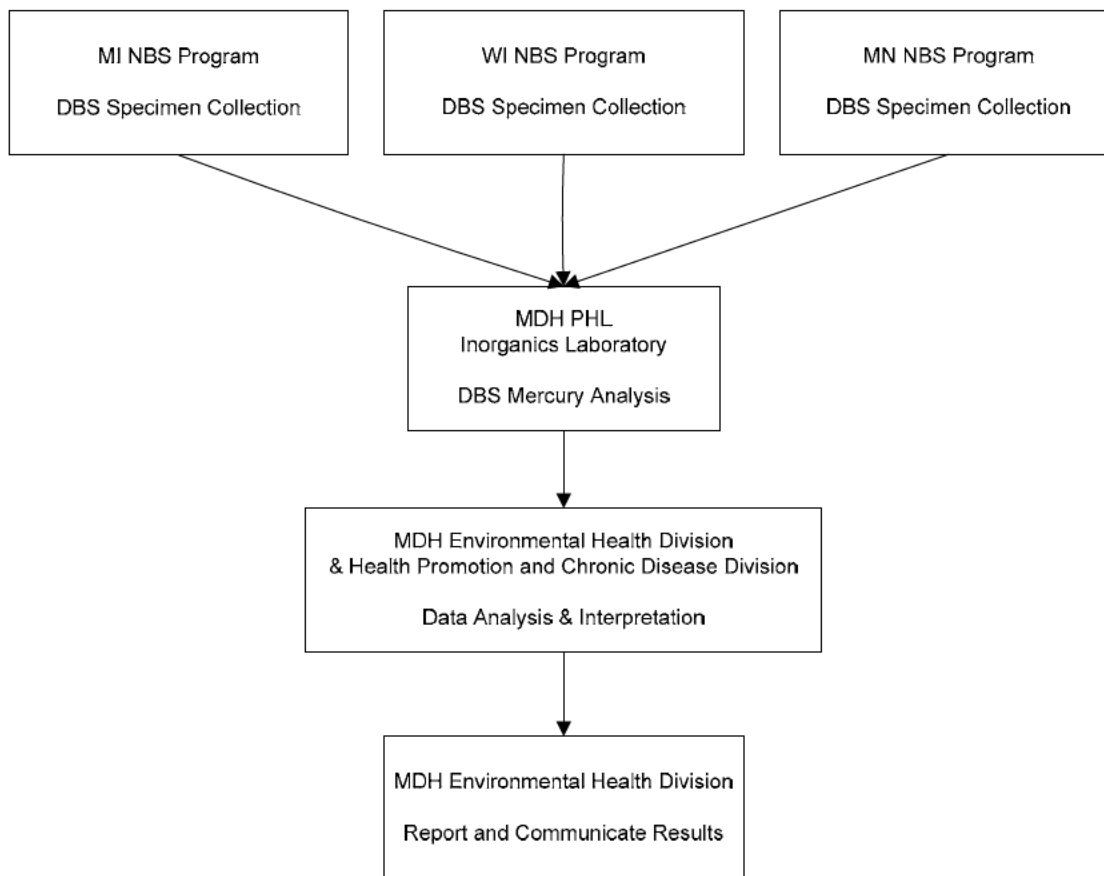 MI NBS Program
DBS Specimen Collection
WI NBS Program
DBS Specimen Collection
MN NBS Program
DBS Specimen Collection
MDH PHL
Inorganics Laboratory
DBS Mercury Analysis
MDH Environmental Health Division
& Health Promotion and Chronic Disease Division
Data Analysis & Interpretation
MDH Environmental Health Division
Report and Communicate Results